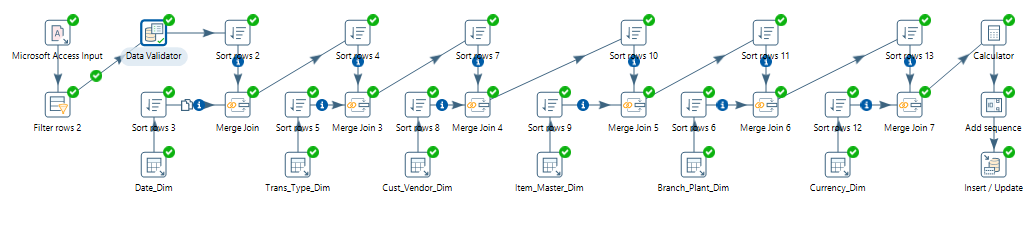 Microsoft Access Input
Data Validator
Sort rows 2
Sort rows 4
Sort rows 7
Sort rows 10
Sort rows 11
Sort rows 13
Calculator
Filter rows 2
Sort rows 3
Merge Join
Sort rows 5
Merge Join 3
Sort rows 8
Merge Join 4
Sort rows 9
Merge Join 5
Sort rows 6
Merge Join 6
Sort rows 12
Merge Join 7
Add sequence
Date_Dim
Trans_Type_Dim
Cust_Vendor_Dim
Item_Master_Dim
Branch_Plant_Dim
Currency_Dim
Insert / Update